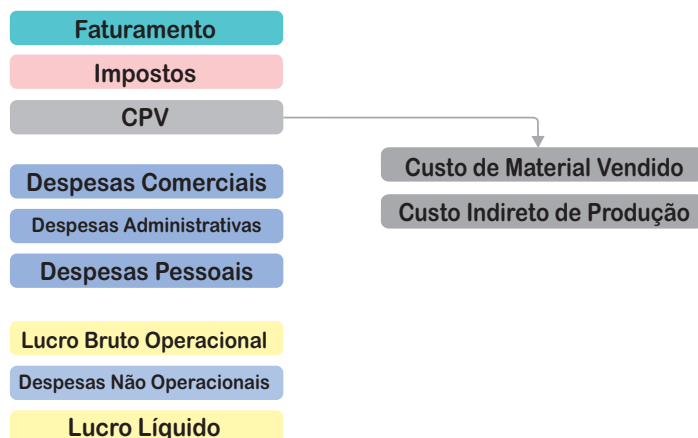 Faturamento
Impostos
CPV
Custo de Material Vendido
Despesas Comerciais
Custo Indireto de Produção
Despesas Administrativas
Despesas Pessoais
Lucro Bruto Operacional
Despesas Não Operacionais
Lucro Líquido